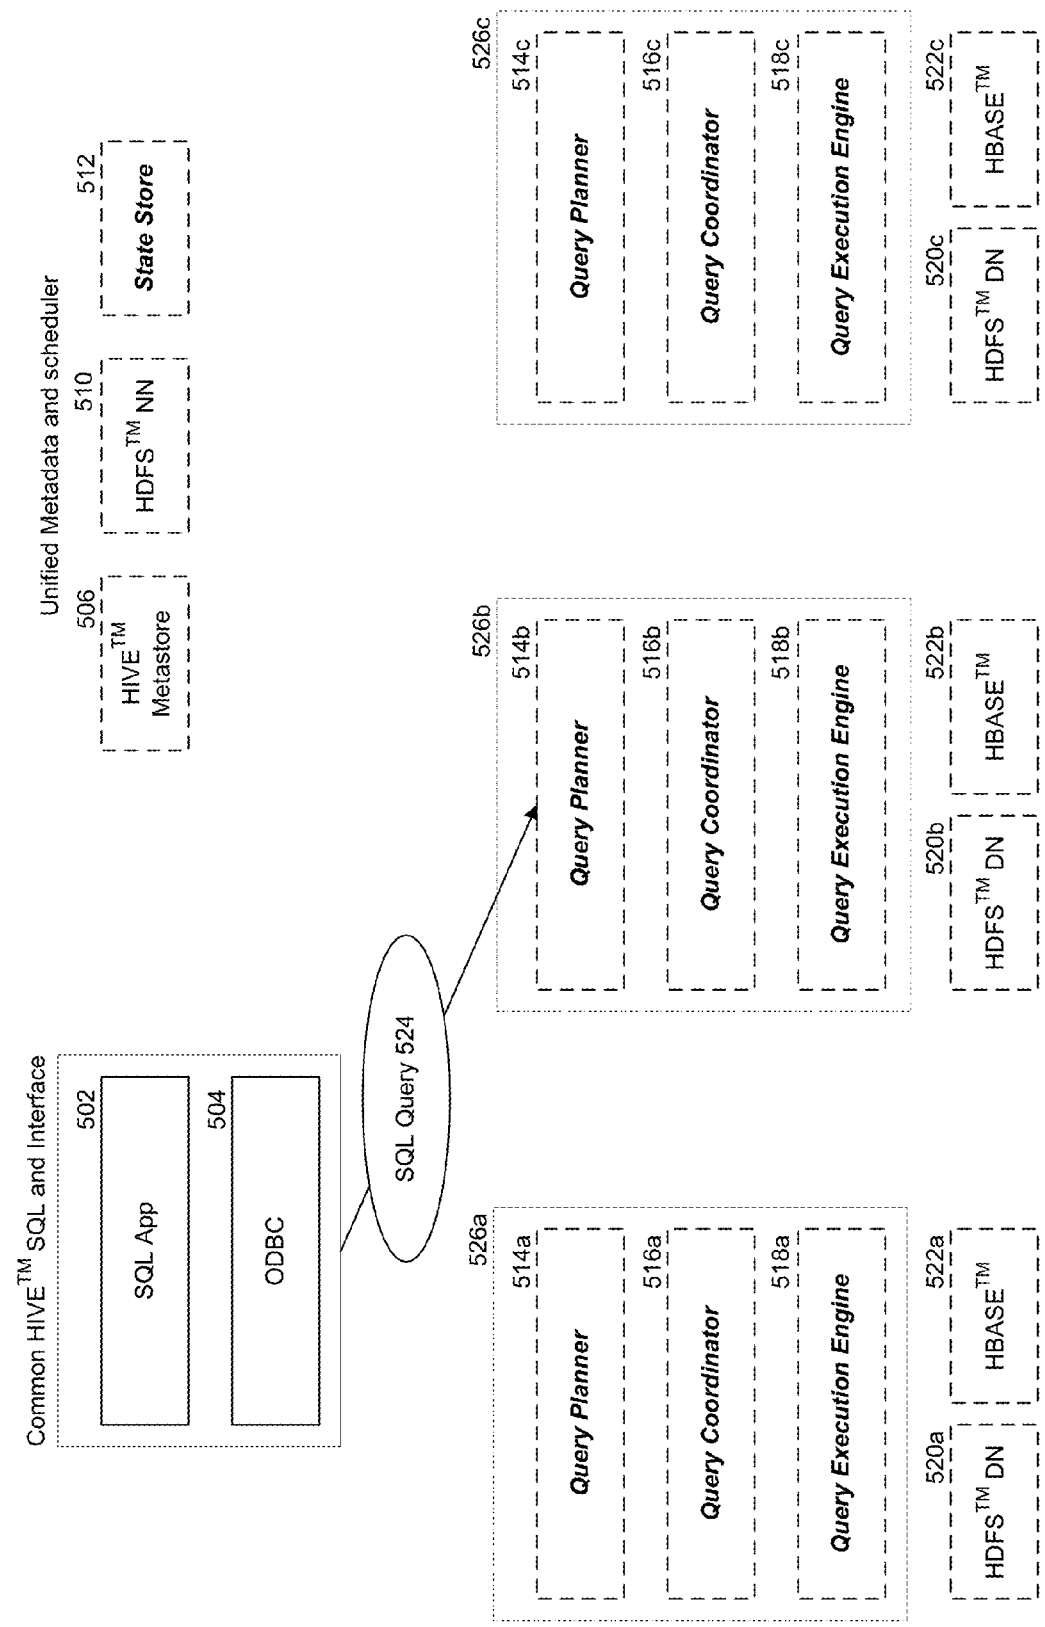 Common HIVE™ SQL and Interface
502
SQL App
504
ODBC
Unified Metadata and scheduler
506
HIVE™
Metastore
510
HDFS™ NN
512
State Store
SQL Query 524
526a
514a
Query Planner
516a
Query Coordinator
518a
Query Execution Engine
520a
HDFS™ DN
522a
HBASE™
526b
514b
Query Planner
516b
Query Coordinator
518b
Query Execution Engine
520b
HDFS™ DN
522b
HBASE™
526c
514c
Query Planner
516c
Query Coordinator
518c
Query Execution Engine
520c
HDFS™ DN
522c
HBASE™